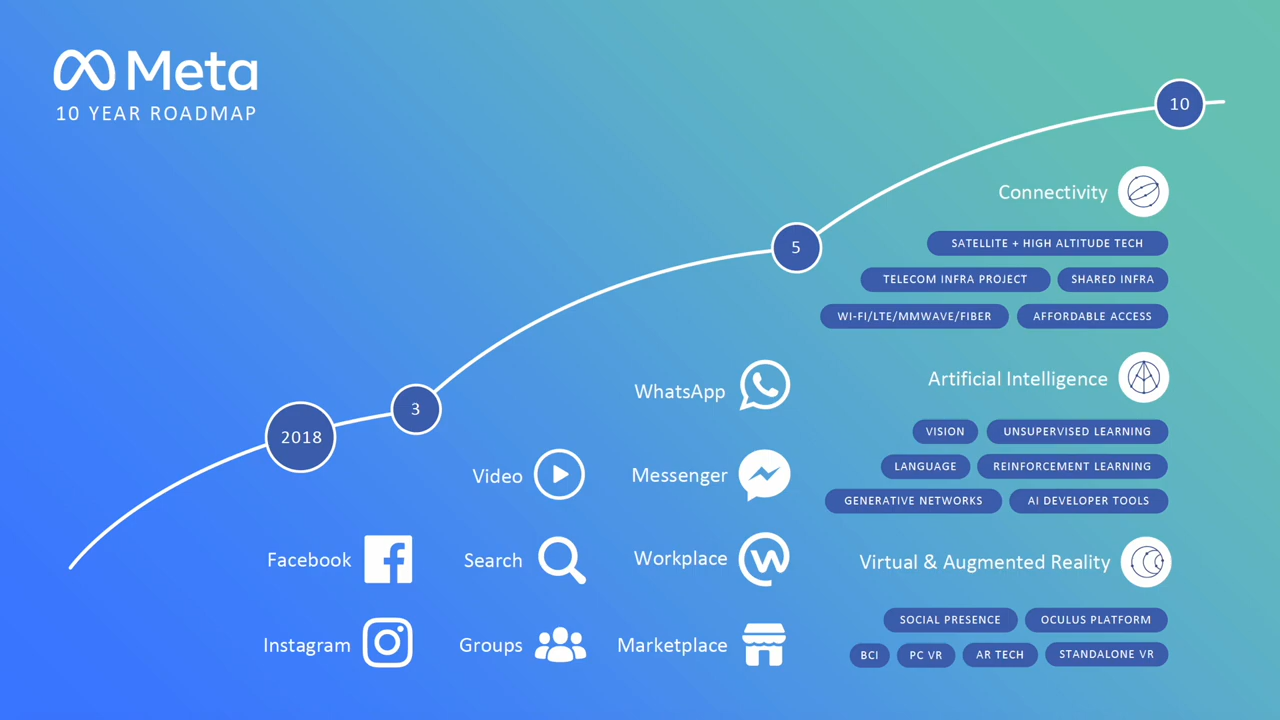 Meta
10 YEAR ROADMAP
10
Connectivity
SATELLITE + HIGH ALTITUDE TECH
5
TELECOM INFRA PROJECT
SHARED INFRA
WI-FI/LTE/MMWAVE/FIBER
AFFORDABLE ACCESS
Artificial Intelligence
VISION
UNSUPERVISED LEARNING
LANGUAGE
REINFORCEMENT LEARNING
GENERATIVE NETWORKS
AI DEVELOPER TOOLS
Virtual & Augmented Reality
SOCIAL PRESENCE
OCULUS PLATFORM
BCI
PC VR
AR TECH
STANDALONE VR
WhatsApp
Messenger
Workplace
Marketplace
Video
Search
Groups
2018
3
Facebook
Instagram